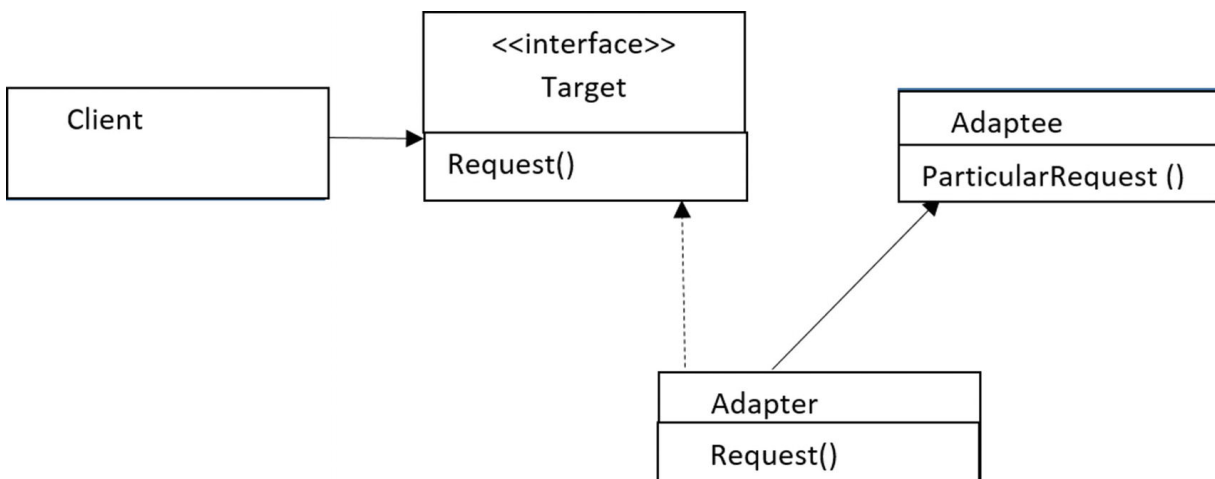 Client
<<interface>>
Target
Request()
Adaptee
ParticularRequest ()
Adapter
Request()